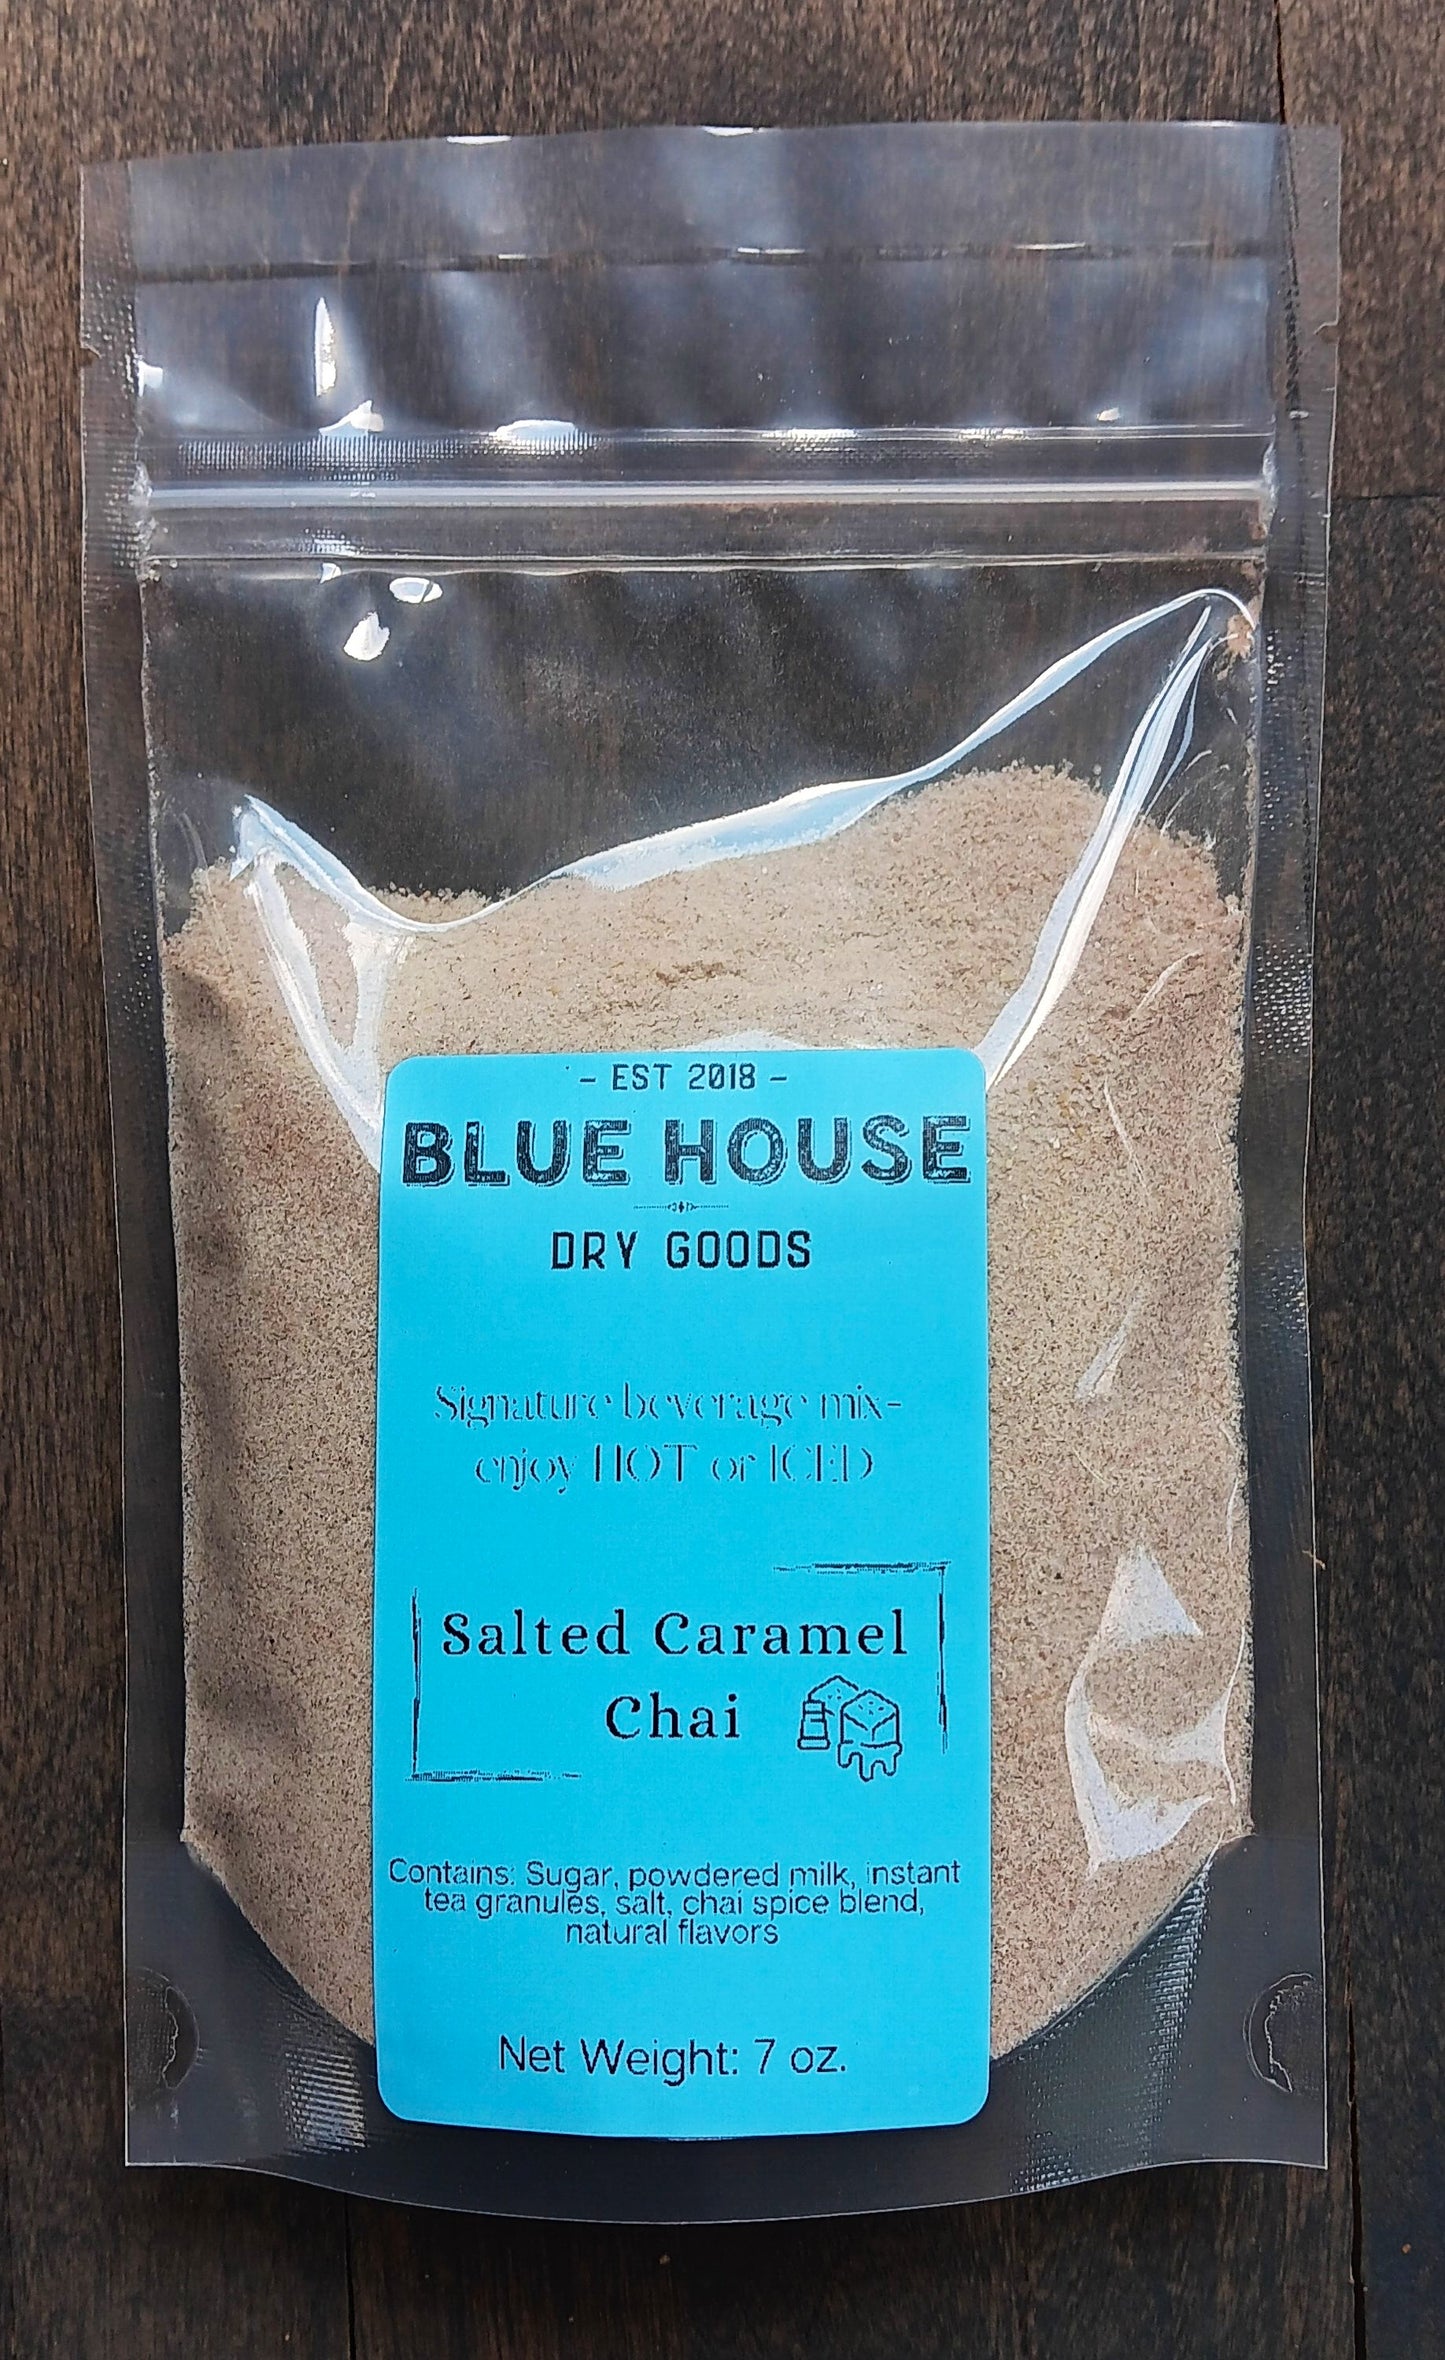 - EST 2018 -
BLUE HOUSE
DRY GOODS
Signature beverage mix-
enjoy HOT or ICED
Salted Caramel
Chai
Contains: Sugar, powdered milk, instant
tea granules, salt, chai spice blend,
natural flavors
Net Weight: 7 oz.